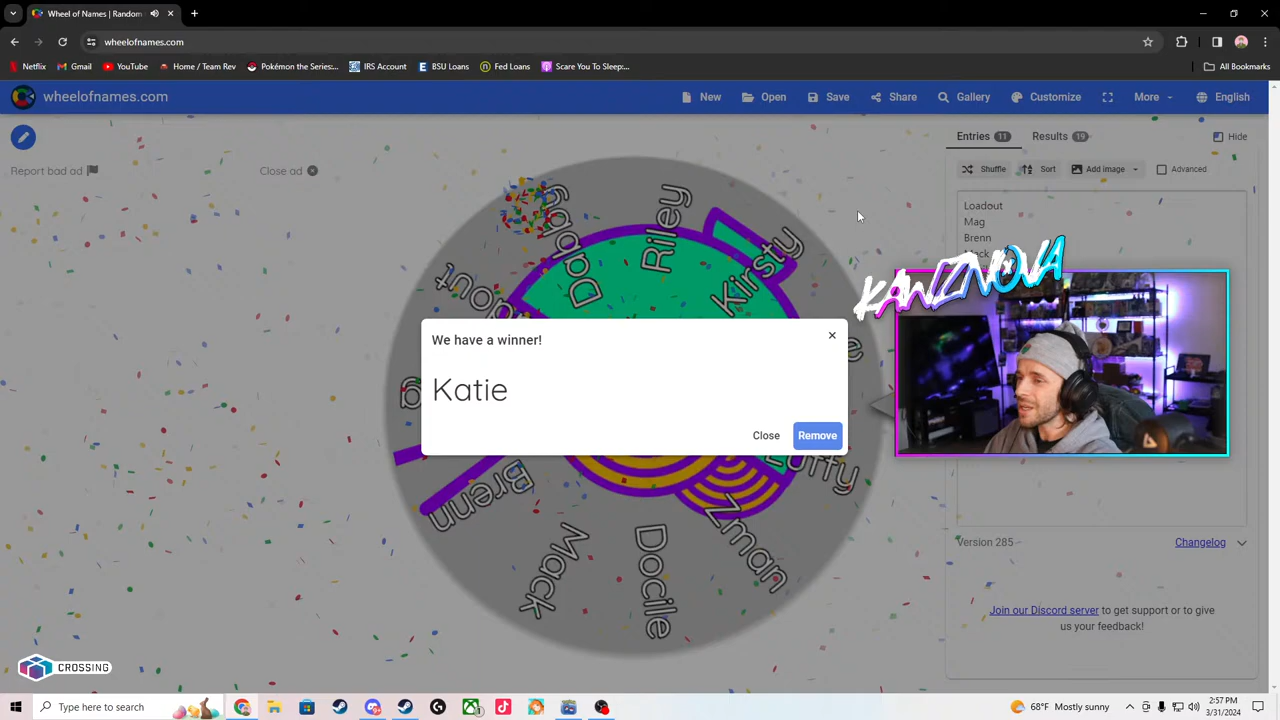 Wheel of Names | Random
wheelofnames.com
Netflix
Gmail
YouTube
Home / Team Rev
Pokémon the Series:...
IRS Account
BSU Loans
Fed Loans
Scare You To Sleep:...
All Bookmarks
wheelofnames.com
New
Open
Save
Share
Gallery
Customize
More
English
Report bad ad
Close ad
Entries 11
Results 19
Hide
Shuffle
Sort
Add image
Advanced
Loadout
Mag
Brenn
Mack
KAWZNOVA
Dabby
Riley
Kirsty
Luffy
Zman
Docile
Mack
Brenn
We have a winner!
Katie
Close
Remove
Version 285
Changelog
Join our Discord server to get support or to give
us your feedback!
CROSSING
Type here to search
68°F Mostly sunny
2:57 PM
3/31/2024